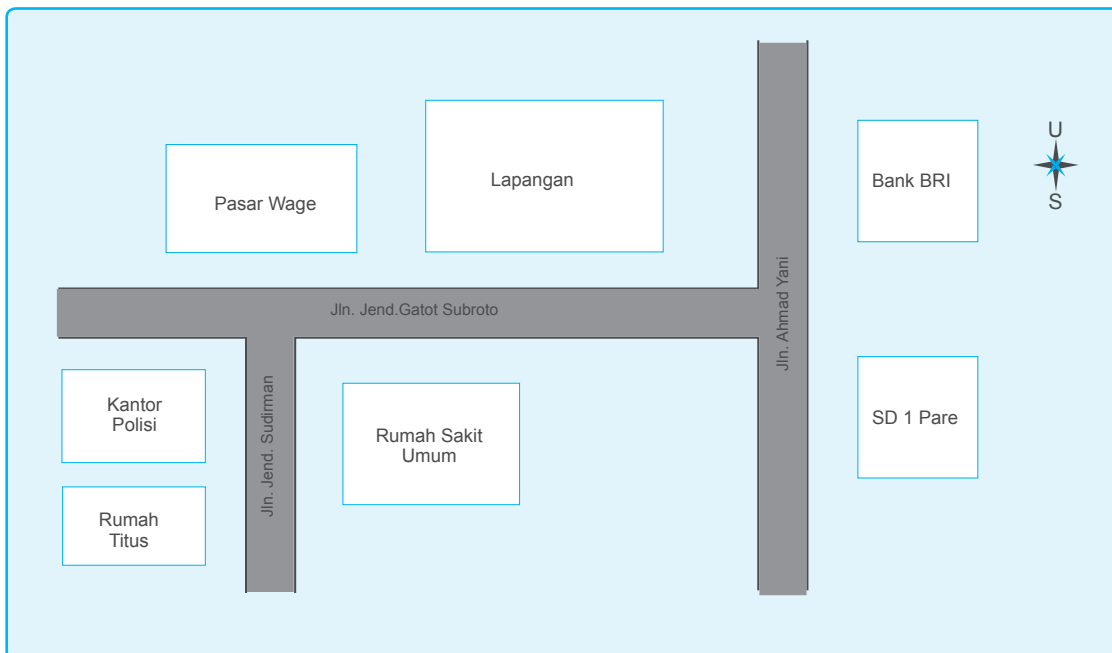 U
Lapangan
Bank BRI
Pasar Wage
S
Jln. Jend.Gatot Subroto
Jln. Ahmad Yani
Kantor
Polisi
Jln. Jend. Sudirman
Rumah Sakit
Umum
SD 1 Pare
Rumah
Titus